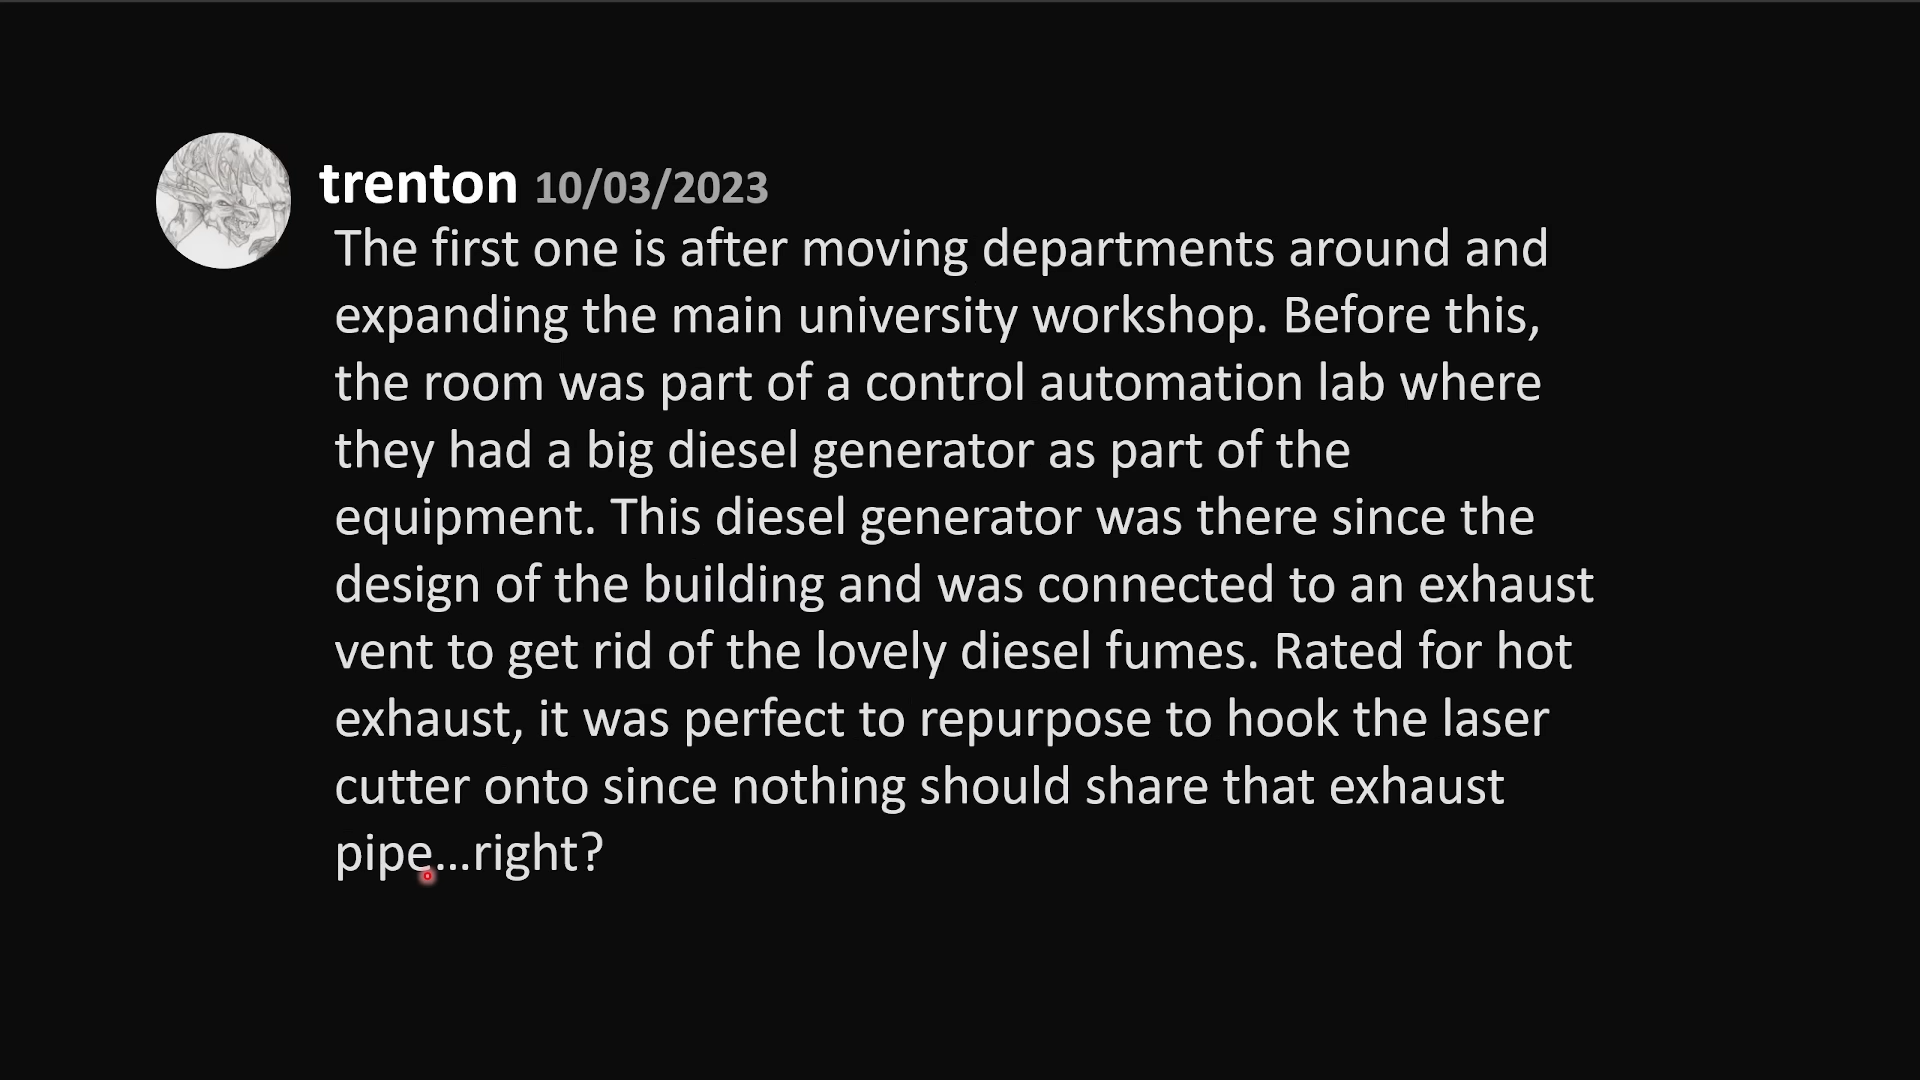 trenton 10/03/2023
The first one is after moving departments around and
expanding the main university workshop. Before this,
the room was part of a control automation lab where
they had a big diesel generator as part of the
equipment. This diesel generator was there since the
design of the building and was connected to an exhaust
vent to get rid of the lovely diesel fumes. Rated for hot
exhaust, it was perfect to repurpose to hook the laser
cutter onto since nothing should share that exhaust
pipe...right?